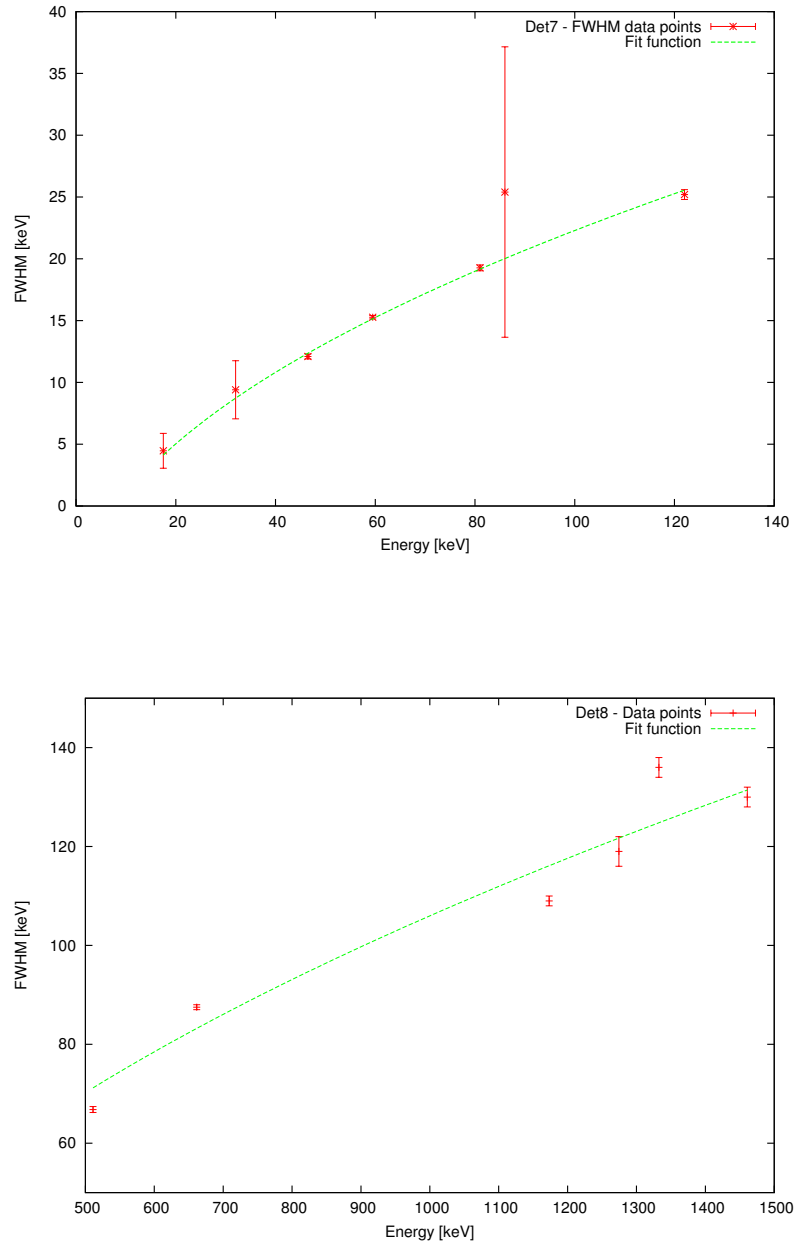 Det7 - FWHM data points
Fit function
40
35
30
25
20
15
10
5
0
FWHM [keV]
0 20 40 60 80 100 120 140
Energy [keV]
Det8 - Data points
Fit function
140
120
100
80
60
FWHM [keV]
500 600 700 800 900 1000 1100 1200 1300 1400 1500
Energy [keV]